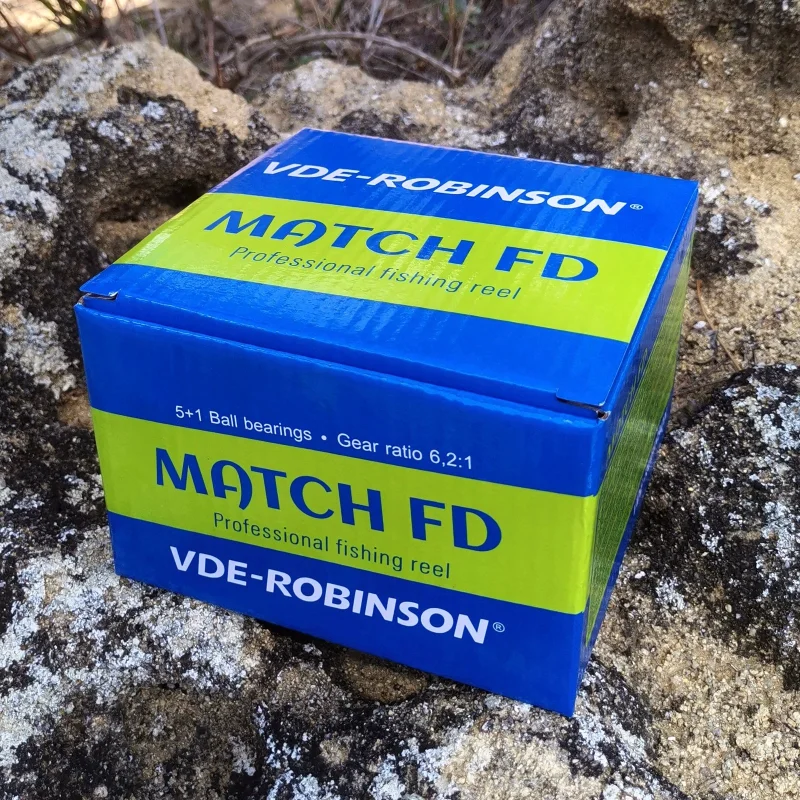 VDE-ROBINSON®
MATCH FD
Professional fishing reel
5+1 Ball bearings • Gear ratio 6,2:1
MATCH FD
Professional fishing reel
VDE-ROBINSON®